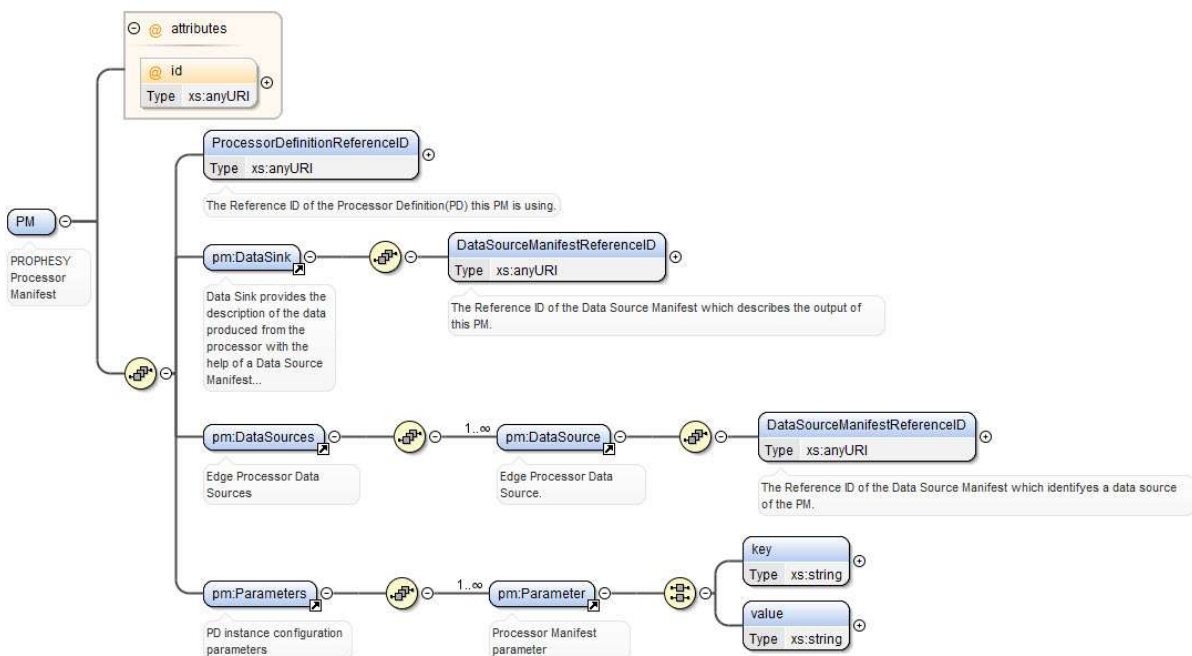 @ attributes
@ id
Type xs:anyURI
ProcessorDefinitionReferenceID
Type xs:anyURI
The Reference ID of the Processor Definition(PD) this PM is using.
PM
PROPHESY
Processor
Manifest
pm:DataSink
Data Sink provides the
description of the data
produced from the
processor with the
help of a Data Source
Manifest...
DataSourceManifestReferenceID
Type xs:anyURI
The Reference ID of the Data Source Manifest which describes the output of
this PM.
pm:DataSources
Edge Processor Data
Sources
1..∞
pm:DataSource
Edge Processor Data
Source.
DataSourceManifestReferenceID
Type xs:anyURI
The Reference ID of the Data Source Manifest which identifyes a data source
of the PM.
pm:Parameters
PD instance configuration
parameters
1..∞
pm:Parameter
Processor Manifest
parameter
key
Type xs:string
value
Type xs:string